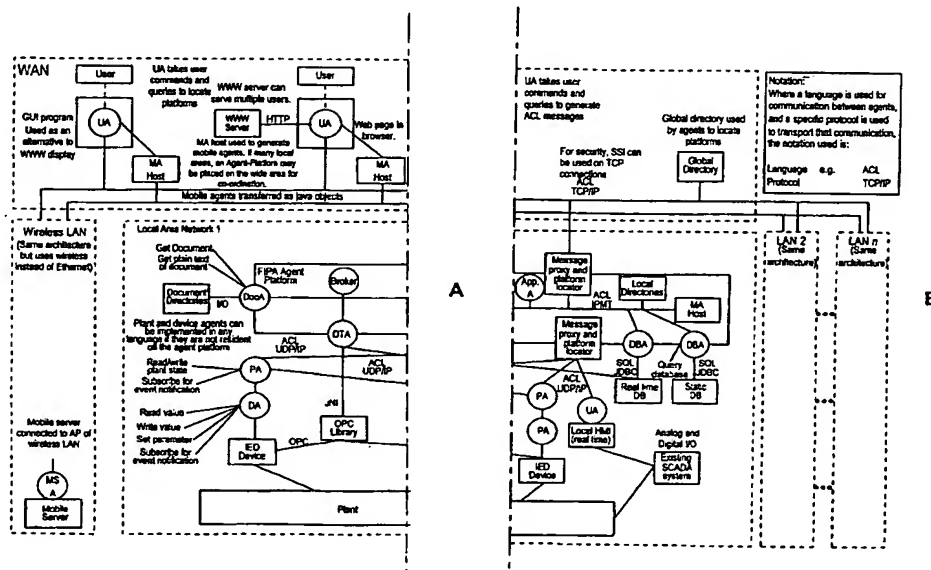 WAN
User
UA takes user
commands and
queries to locate
platforms
User
WWW server can
serve multiple users.
GUI program
Used as an
alternative to
WWW display
UA
WWW
Server
HTTP
UA
Web page in
browser.
MA
Host
MA host used to generate
mobile agents. If many local
areas, an Agent-Platform may
be placed on the wide area for
co-ordination.
MA
Host
Mobile agents transferred as java objects
Wireless LAN
(Same architecture
but uses wireless
instead of Ethernet)
Mobile server
connected to AP of
wireless LAN
MS
A
Mobile
Server
Local Area Network 1
Get Document
Get plain text
of document
FIPA Agent
Platform
Document
Directories
I/O
DocA
Broker
Plant and device agents can
be implemented in any
language if they are not resident
on the agent platform
DTA
ACL
UDP/IP
ACL
UDP/IP
Read/write
plant state
Subscribe for
event notification
PA
Read value
Write value
Set parameter
Subscribe for
event notification
DA
JNI
OPC
Library
OPC
IED
Device
Plant
A
UA takes user
commands and
queries to generate
ACL messages
For security, SSI can
be used on TCP
connections
ACL
TCP/IP
Global directory used
by agents to locate
platforms
Global
Directory
Notation:
Where a language is used for
communication between agents,
and a specific protocol is used
to transport that communication,
the notation used is:
Language e.g. ACL
Protocol TCP/IP
App.
A
Message
proxy and
platform
locator
Local
Directories
ACL
IPMT
MA
Host
Message
proxy and
platform
locator
DBA
DBA
SQL
JDBC
Query
database
SQL
JDBC
Real time
DB
Static
DB
ACL
UDP/IP
PA
UA
PA
Local HMI
(real time)
Analog and
Digital I/O
IED
Device
Existing
SCADA
system
LAN 2
(Same
architecture)
LAN n
(Same
architecture)